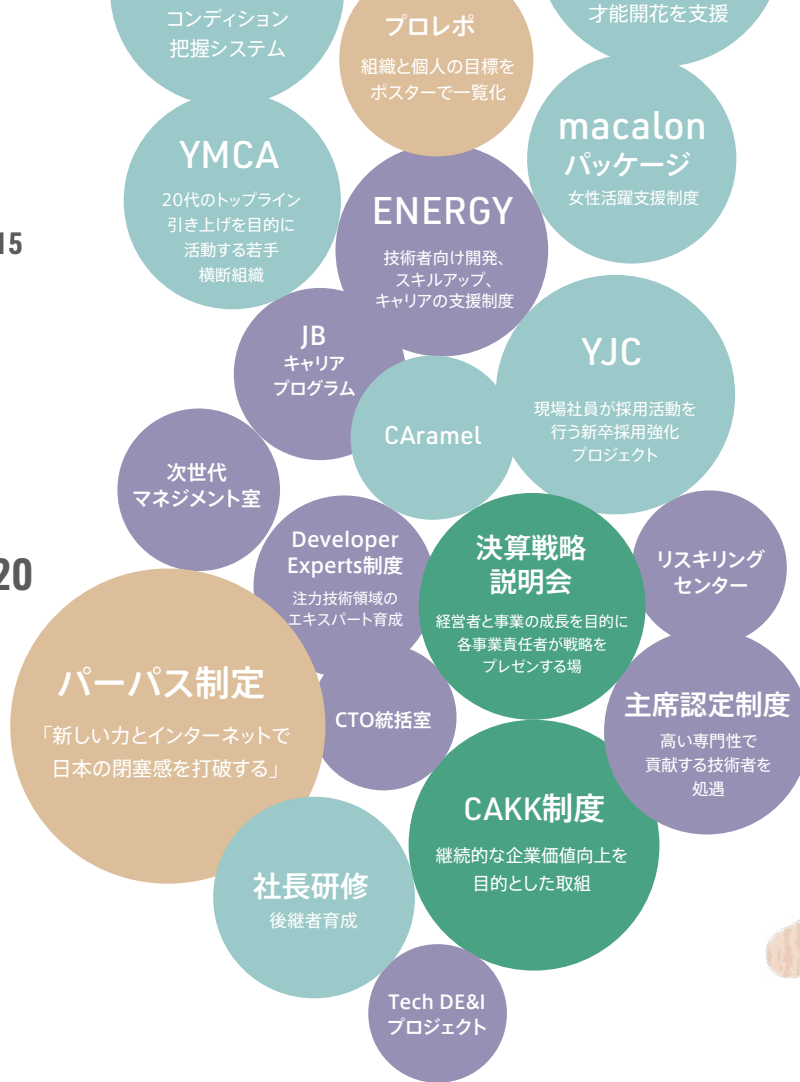 コンディション
把握システム
プロレポ
組織と個人の目標を
ポスターで一覧化
才能開花を支援
YMCA
20代のトップライン
引き上げを目的に
活動する若手
横断組織
macalon
パッケージ
女性活躍支援制度
15
ENERGY
技術者向け開発、
スキルアップ、
キャリアの支援制度
JB
キャリア
プログラム
YJC
現場社員が採用活動を
行う新卒採用強化
プロジェクト
CAramel
次世代
マネジメント室
Developer
Experts制度
注力技術領域の
エキスパート育成
決算戦略
説明会
経営者と事業の成長を目的に
各事業責任者が戦略を
プレゼンする場
リスキリング
センター
20
パーパス制定
「新しい力とインターネットで
日本の閉塞感を打破する」
CTO統括室
主席認定制度
高い専門性で
貢献する技術者を
処遇
CAKK制度
継続的な企業価値向上を
目的とした取組
社長研修
後継者育成
Tech DE&I
プロジェクト